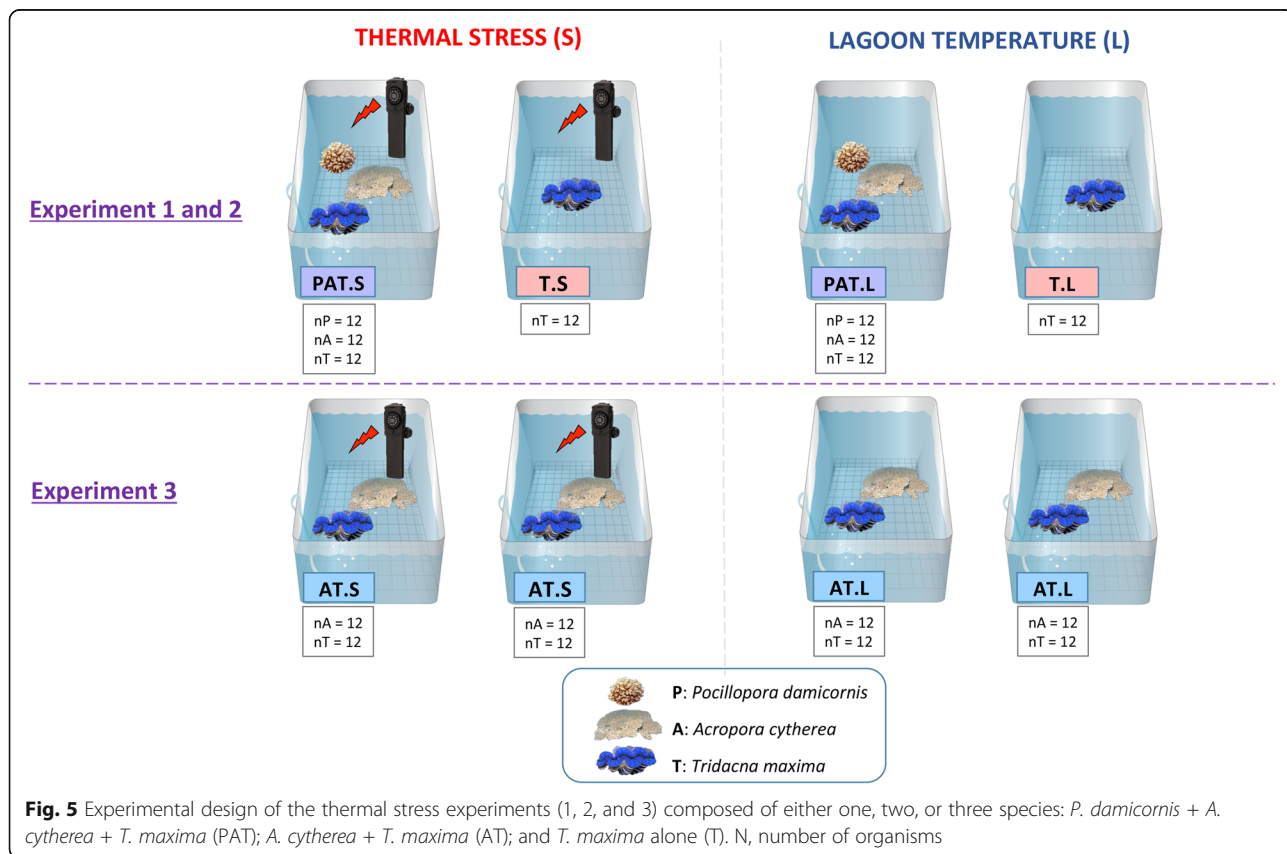 THERMAL STRESS (S)
LAGOON TEMPERATURE (L)
Experiment 1 and 2
PAT.S
T.S
PAT.L
T.L
nP = 12
nA = 12
nT = 12
nT = 12
nP = 12
nA = 12
nT = 12
nT = 12
Experiment 3
AT.S
AT.S
AT.L
AT.L
nA = 12
nT = 12
nA = 12
nT = 12
nA = 12
nT = 12
nA = 12
nT = 12
P: Pocillopora damicornis
A: Acropora cytherea
T: Tridacna maxima
Fig. 5 Experimental design of the thermal stress experiments (1, 2, and 3) composed of either one, two, or three species: P. damicornis + A.
cytherea + T. maxima (PAT); A. cytherea + T. maxima (AT); and T. maxima alone (T). N, number of organisms